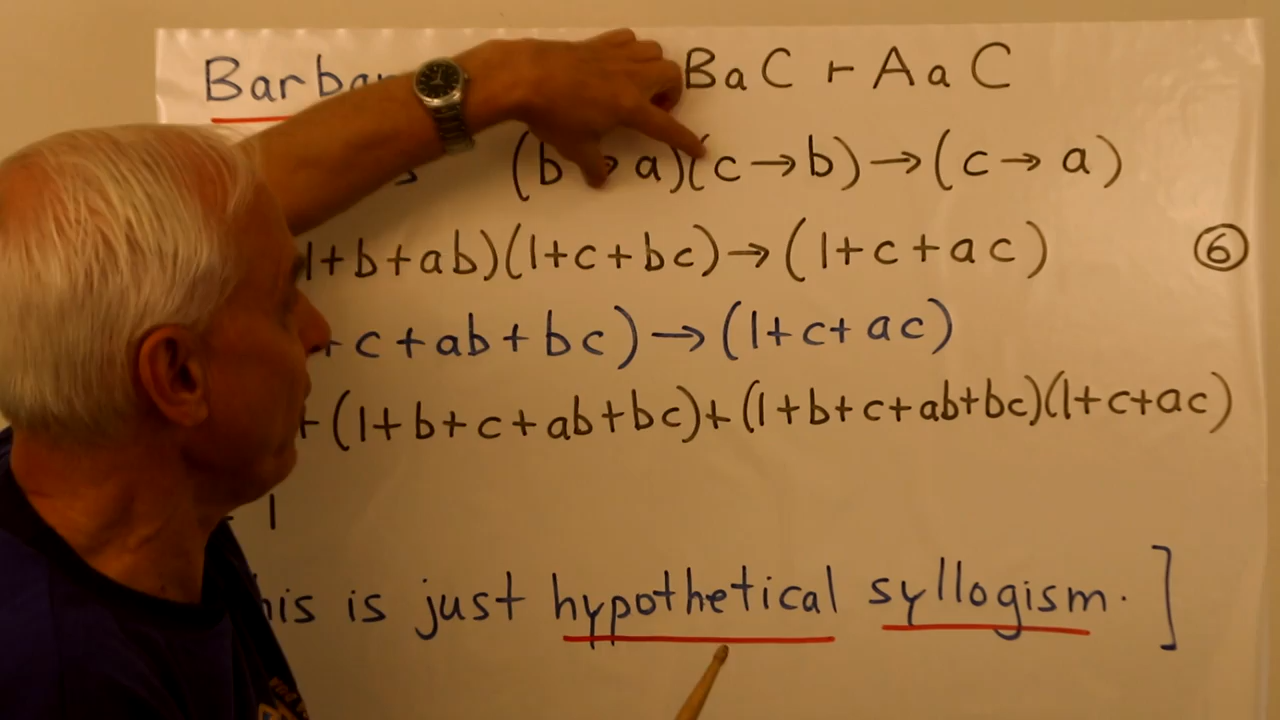 Barba BaC ⊢ AaC
(b → a)(c → b) → (c → a)
1+b+ab)(1+c+bc) → (1+c+ac) ⑥
+c+ab+bc) → (1+c+ac)
+(1+b+c+ab+bc)+(1+b+c+ab+bc)(1+c+ac)
= 1
his is just hypothetical syllogism. ]